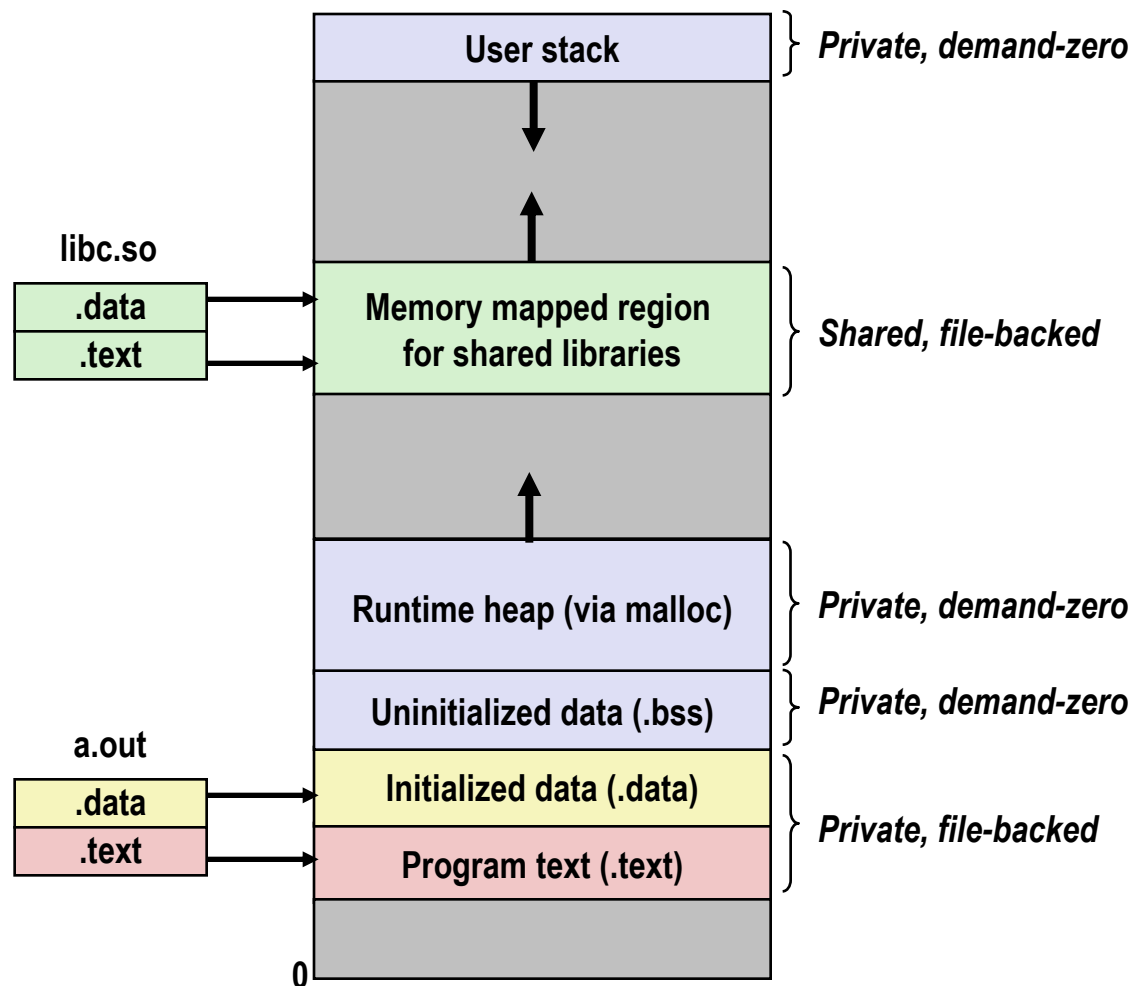 User stack
Private, demand-zero
libc.so
.data
.text
Memory mapped region
for shared libraries
Shared, file-backed
Runtime heap (via malloc)
Private, demand-zero
Uninitialized data (.bss)
Private, demand-zero
a.out
.data
.text
Initialized data (.data)
Program text (.text)
Private, file-backed
0